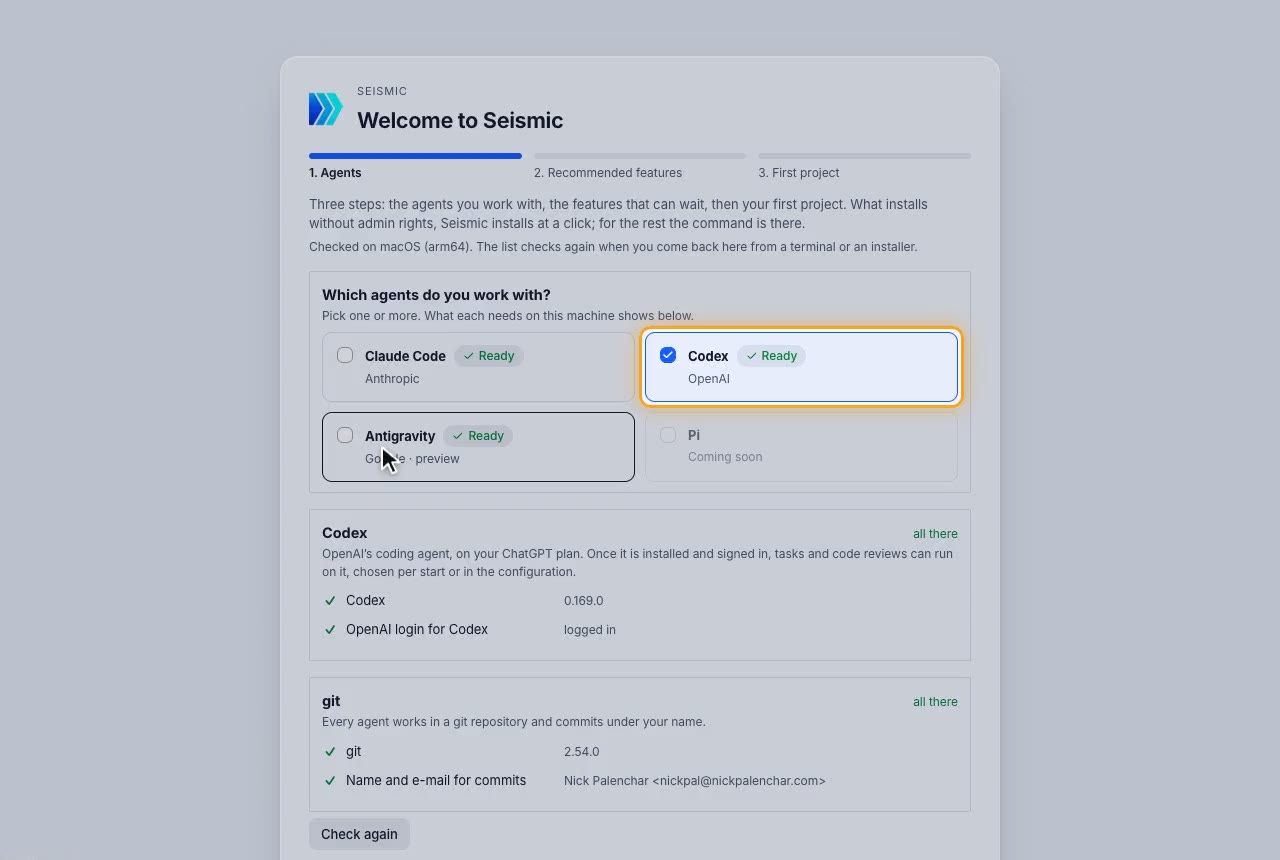 SEISMIC
Welcome to Seismic
1. Agents
2. Recommended features
3. First project
Three steps: the agents you work with, the features that can wait, then your first project. What installs
without admin rights, Seismic installs at a click; for the rest the command is there.
Checked on macOS (arm64). The list checks again when you come back here from a terminal or an installer.
Which agents do you work with?
Pick one or more. What each needs on this machine shows below.
Claude Code Ready
Anthropic
Codex Ready
OpenAI
Antigravity Ready
· preview
Pi
Coming soon
Codex all there
OpenAI's coding agent, on your ChatGPT plan. Once it is installed and signed in, tasks and code reviews can run
on it, chosen per start or in the configuration.
Codex 0.169.0
OpenAI login for Codex logged in
git all there
Every agent works in a git repository and commits under your name.
git 2.54.0
Name and e-mail for commits Nick Palenchar <nickpal@nickpalenchar.com>
Check again